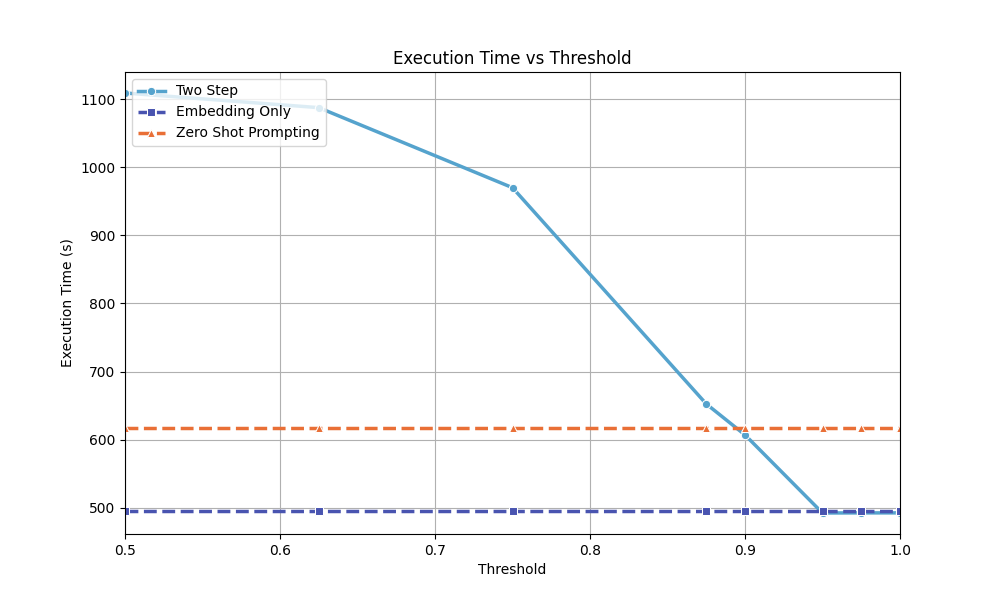 Execution Time vs Threshold
Two Step
Embedding Only
Zero Shot Prompting
1100
1000
900
800
700
600
500
Execution Time (s)
0.5 0.6 0.7 0.8 0.9 1.0
Threshold